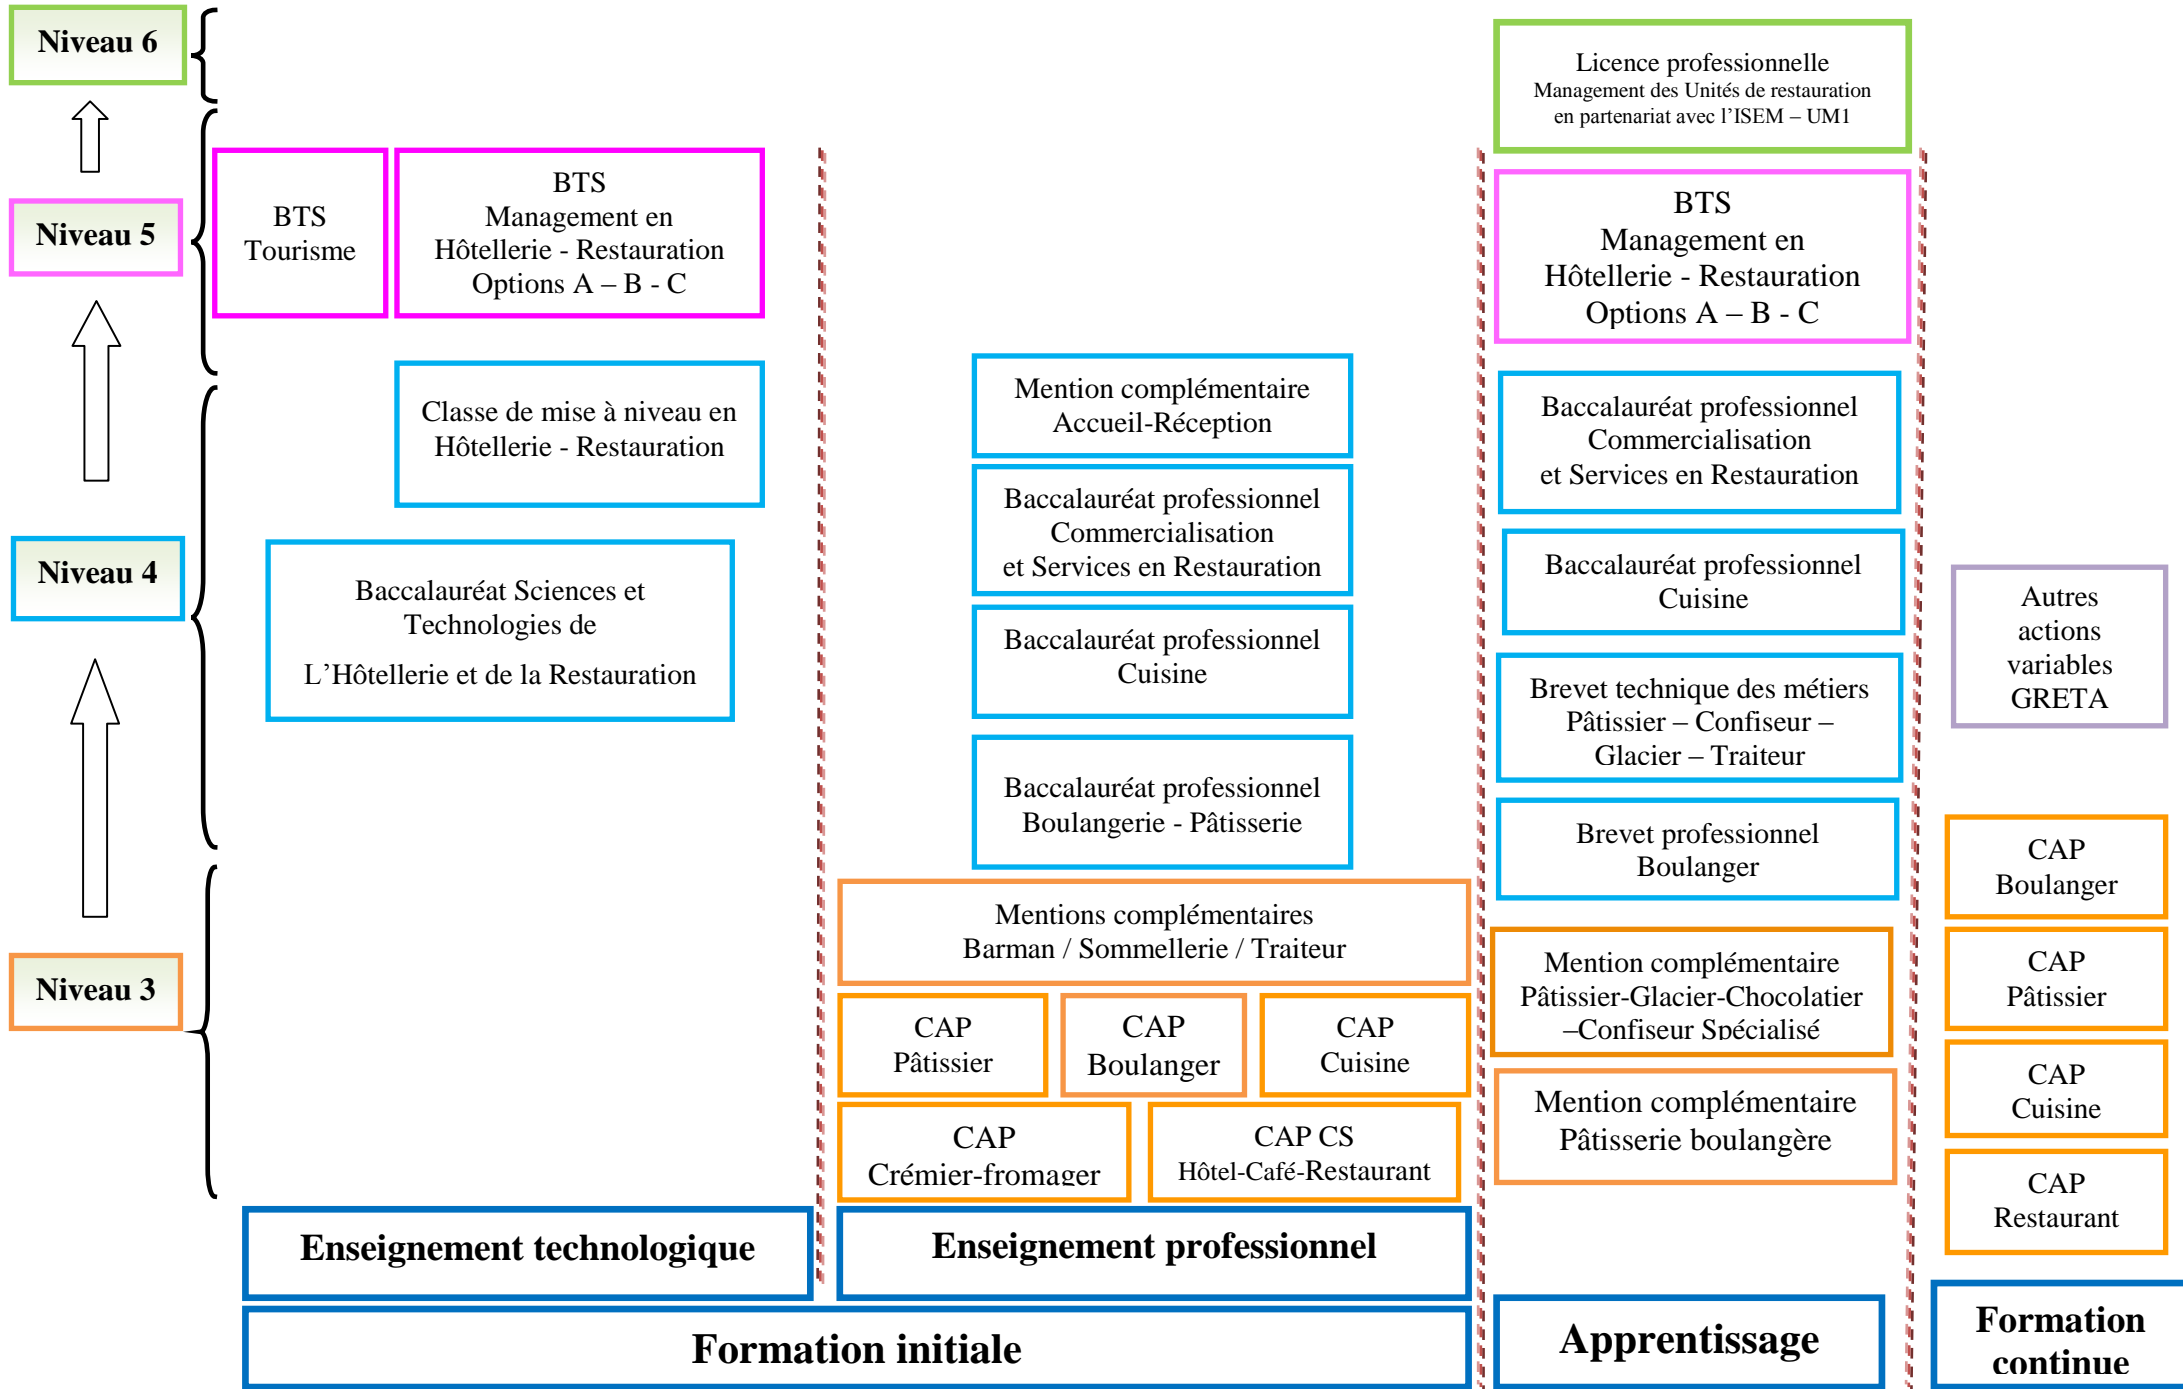 Niveau 6
Niveau 5
Niveau 4
Niveau 3
BTS
Tourisme
BTS
Management en
Hôtellerie - Restauration
Options A – B - C
Classe de mise à niveau en
Hôtellerie - Restauration
Baccalauréat Sciences et
Technologies de
L’Hôtellerie et de la Restauration
Enseignement technologique
Mention complémentaire
Accueil-Réception
Baccalauréat professionnel
Commercialisation
et Services en Restauration
Baccalauréat professionnel
Cuisine
Baccalauréat professionnel
Boulangerie - Pâtisserie
Mentions complémentaires
Barman / Sommellerie / Traiteur
CAP
Pâtissier
CAP
Boulanger
CAP
Cuisine
CAP
Crémier-fromager
CAP CS
Hôtel-Café-Restaurant
Enseignement professionnel
Formation initiale
Licence professionnelle
Management des Unités de restauration
en partenariat avec l’ISEM – UM1
BTS
Management en
Hôtellerie - Restauration
Options A – B - C
Baccalauréat professionnel
Commercialisation
et Services en Restauration
Baccalauréat professionnel
Cuisine
Brevet technique des métiers
Pâtissier – Confiseur –
Glacier – Traiteur
Brevet professionnel
Boulanger
Mention complémentaire
Pâtissier-Glacier-Chocolatier
–Confiseur Spécialisé
Mention complémentaire
Pâtisserie boulangère
Apprentissage
Autres
actions
variables
GRETA
CAP
Boulanger
CAP
Pâtissier
CAP
Cuisine
CAP
Restaurant
Formation
continue